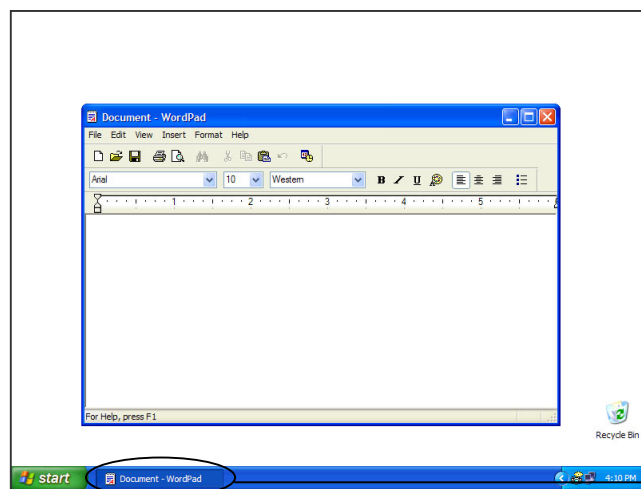 Document - WordPad
File Edit View Insert Format Help
Arial 10 Western B / U
1 2 3 4 5
For Help, press F1
Recycle Bin
start Document - WordPad 4:10 PM